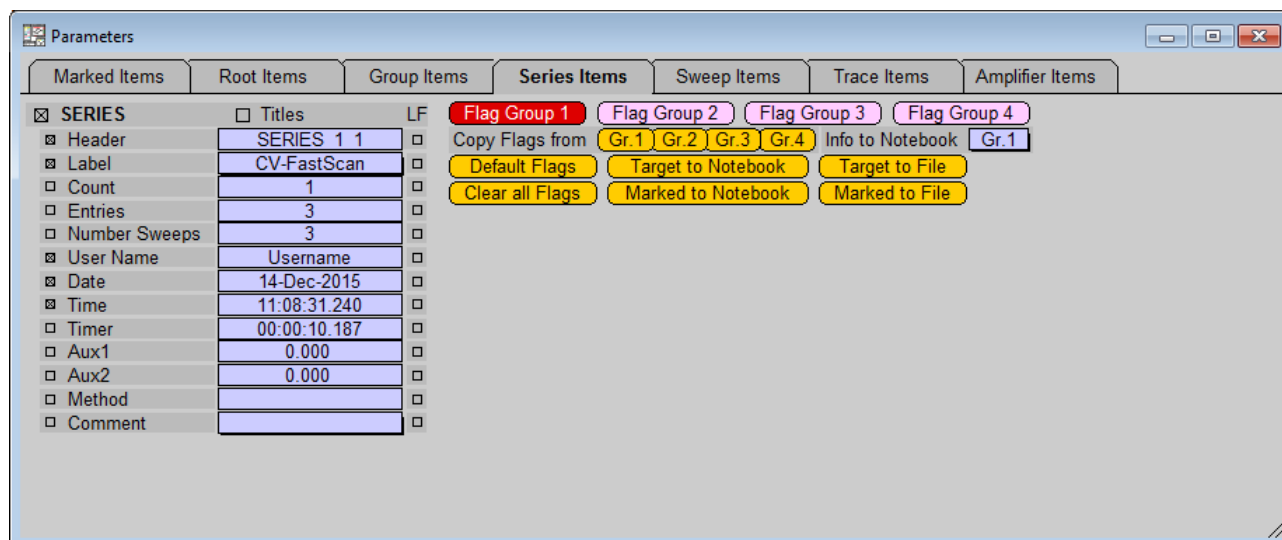 Parameters
Marked Items Root Items Group Items Series Items Sweep Items Trace Items Amplifier Items
SERIES Titles LF Flag Group 1 Flag Group 2 Flag Group 3 Flag Group 4
Header SERIES 1 1 Copy Flags from Gr.1 Gr.2 Gr.3 Gr.4 Info to Notebook Gr.1
Label CV-FastScan Default Flags Target to Notebook Target to File
Count 1 Clear all Flags Marked to Notebook Marked to File
Entries 3
Number Sweeps 3
User Name Username
Date 14-Dec-2015
Time 11:08:31.240
Timer 00:00:10.187
Aux1 0.000
Aux2 0.000
Method
Comment